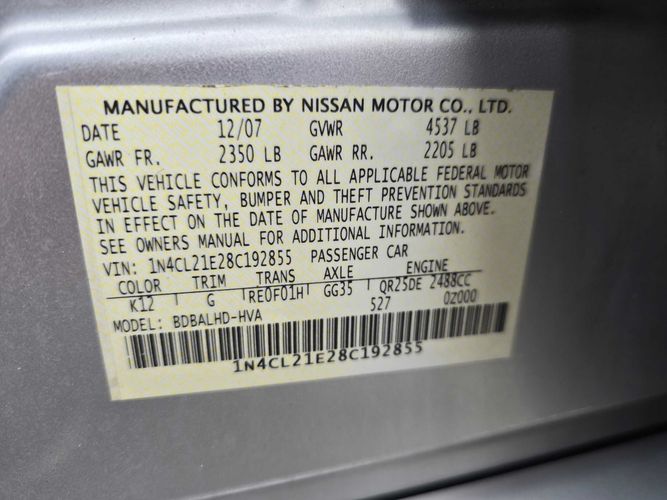 MANUFACTURED BY NISSAN MOTOR CO., LTD.
DATE 12/07 GVWR 4537 LB
GAWR FR. 2350 LB GAWR RR. 2205 LB
THIS VEHICLE CONFORMS TO ALL APPLICABLE FEDERAL MOTOR
VEHICLE SAFETY, BUMPER AND THEFT PREVENTION STANDARDS
IN EFFECT ON THE DATE OF MANUFACTURE SHOWN ABOVE.
SEE OWNERS MANUAL FOR ADDITIONAL INFORMATION.
VIN: 1N4CL21E28C192855 PASSENGER CAR
COLOR TRIM TRANS AXLE ENGINE
K12 G RE0F01H GG35 QR25DE 2488CC
MODEL: BDBALHD-HVA 527 0Z000
1N4CL21E28C192855